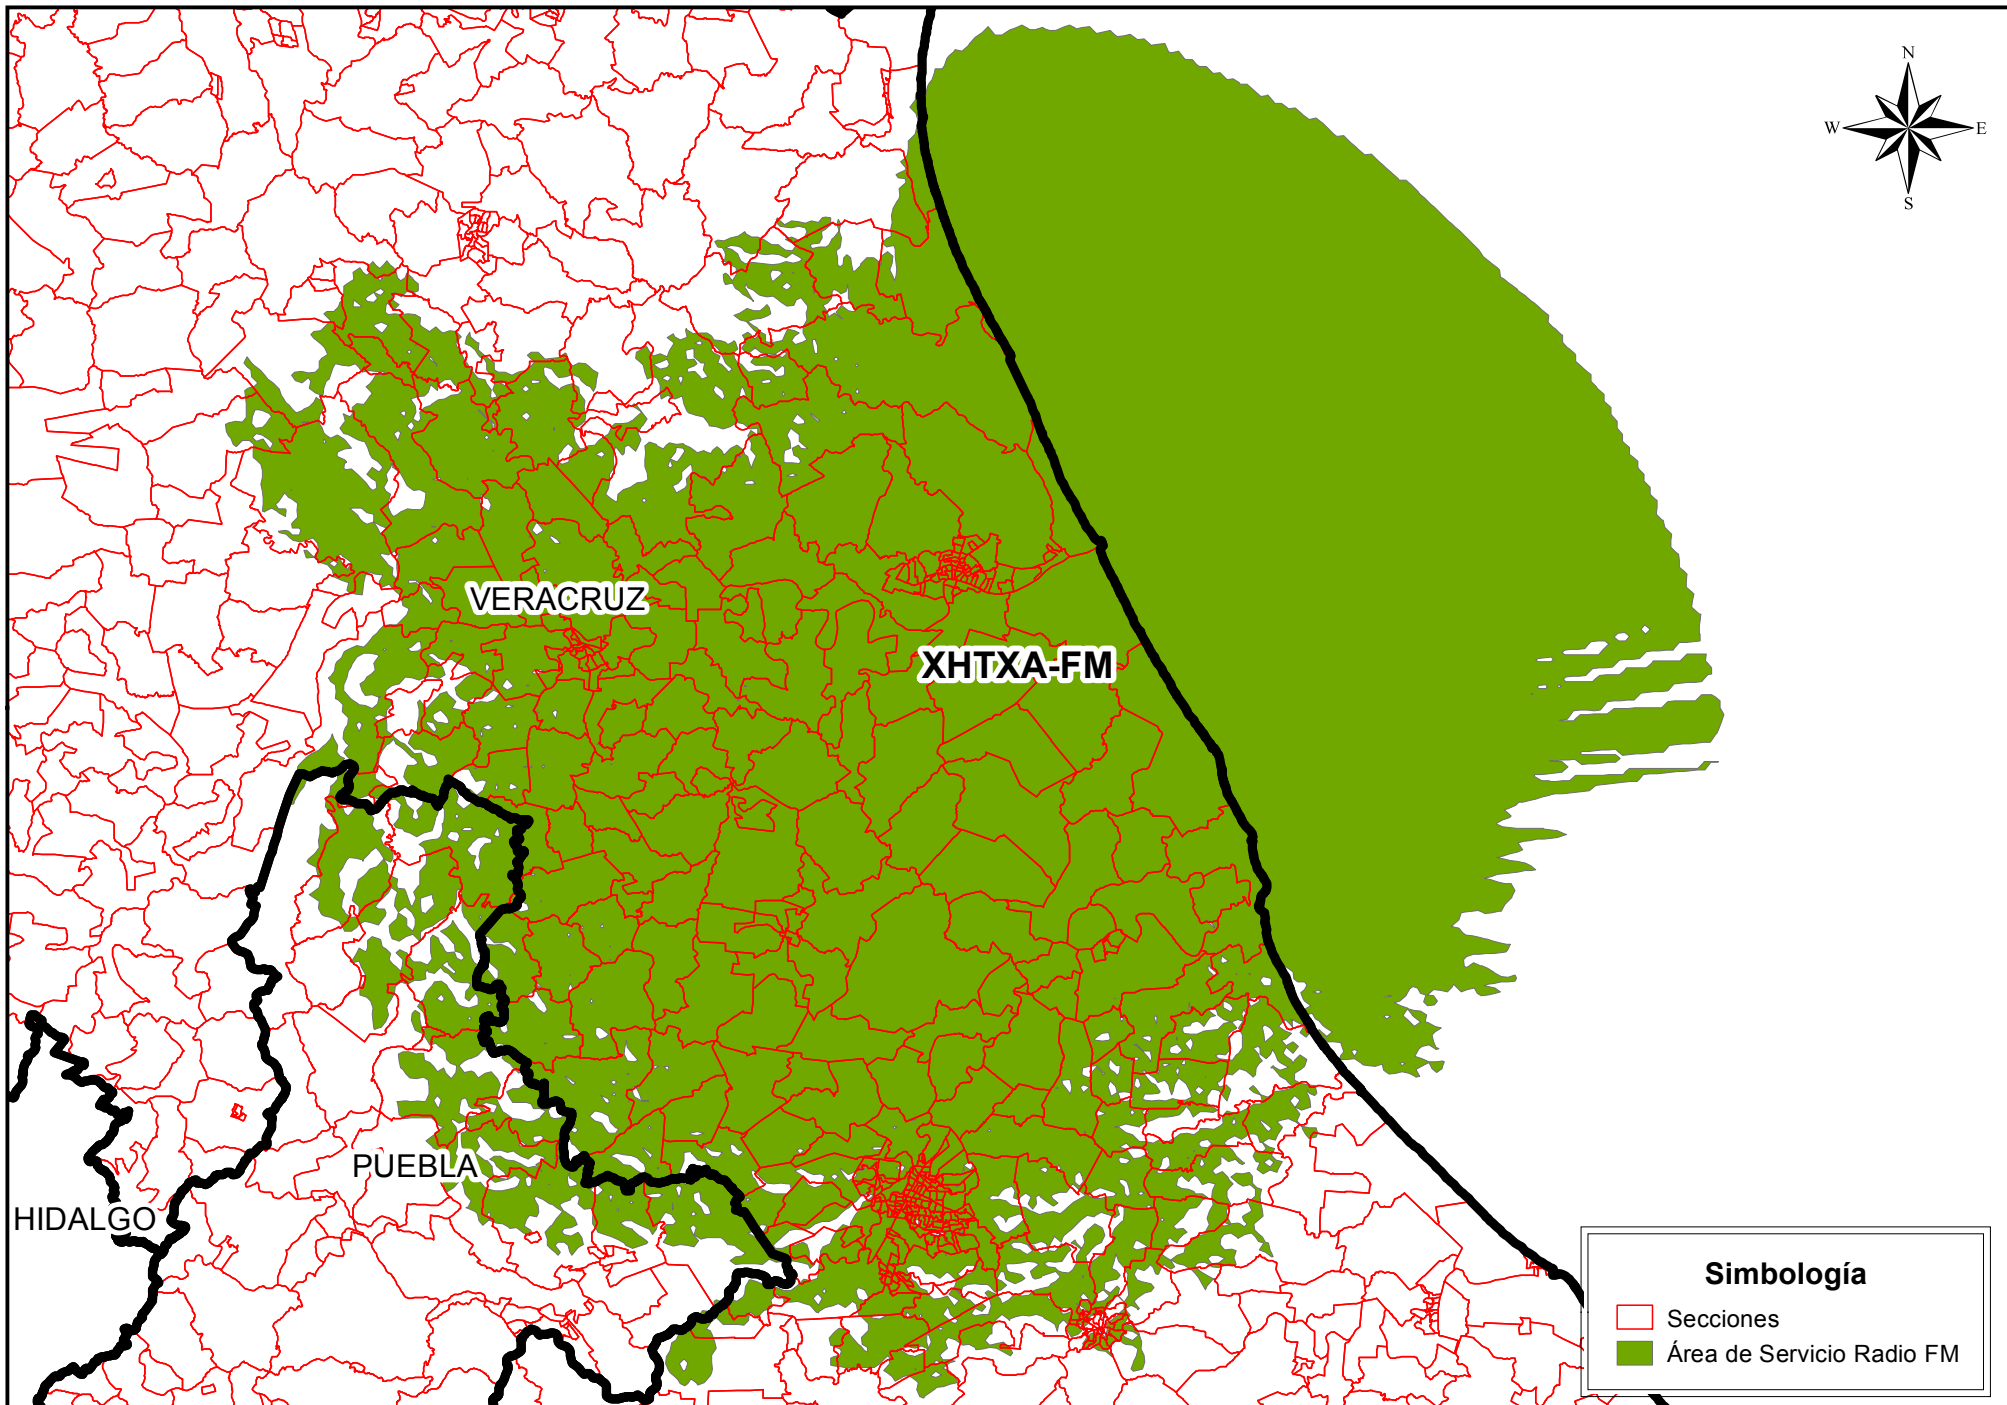 N
W E
S
VERACRUZ
XHTXA-FM
PUEBLA
HIDALGO
Simbología
Secciones
Área de Servicio Radio FM